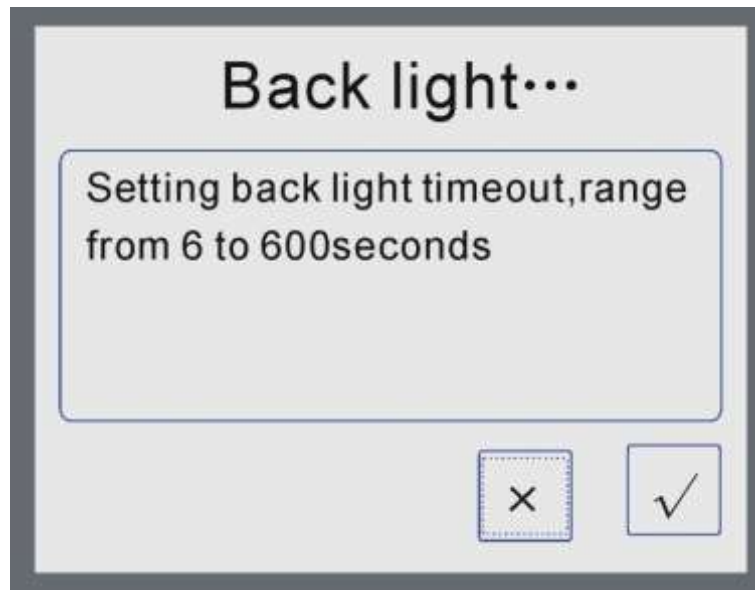 Back light···
Setting back light timeout,range
from 6 to 600seconds
× √